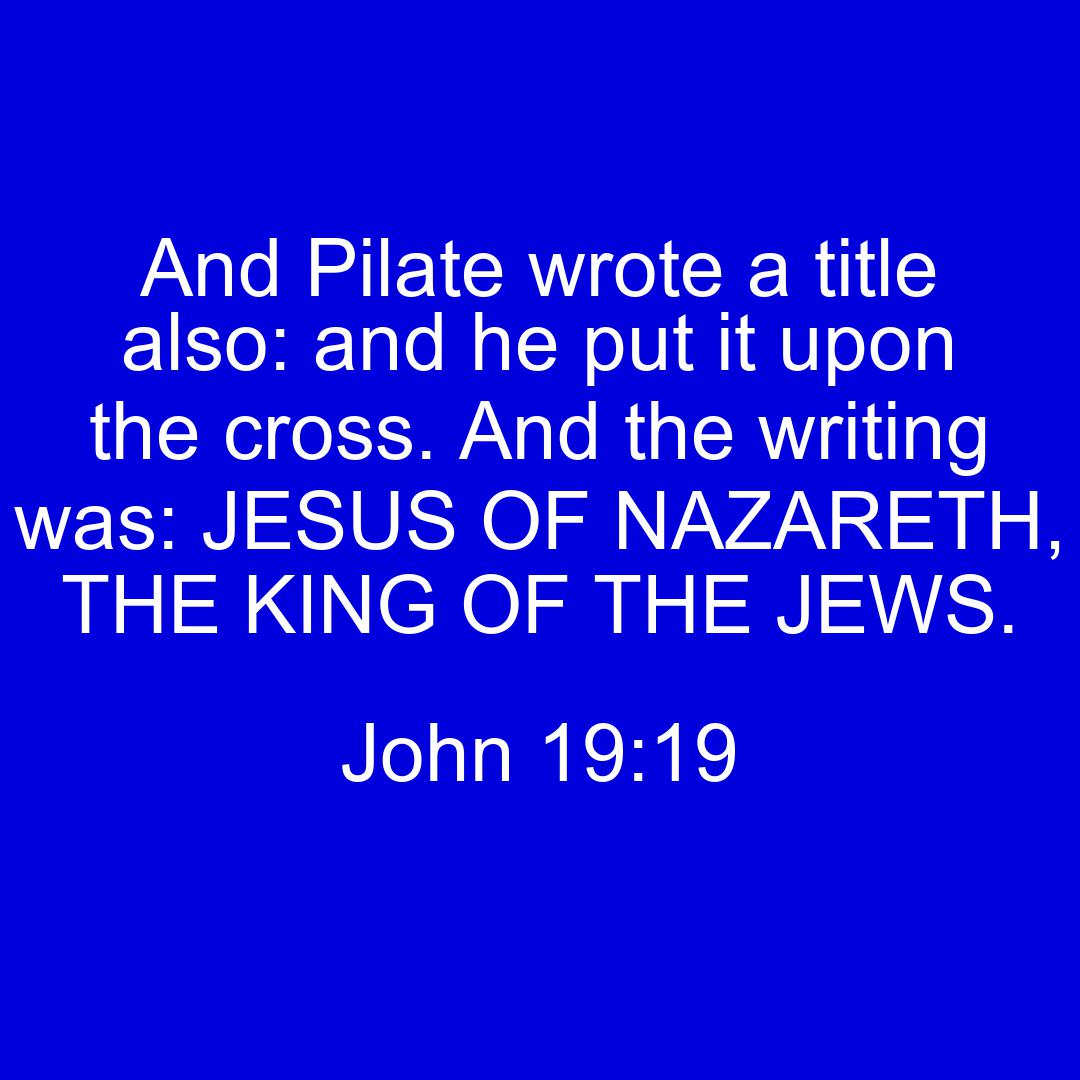 And Pilate wrote a title
also: and he put it upon
the cross. And the writing
was: JESUS OF NAZARETH,
THE KING OF THE JEWS.
John 19:19